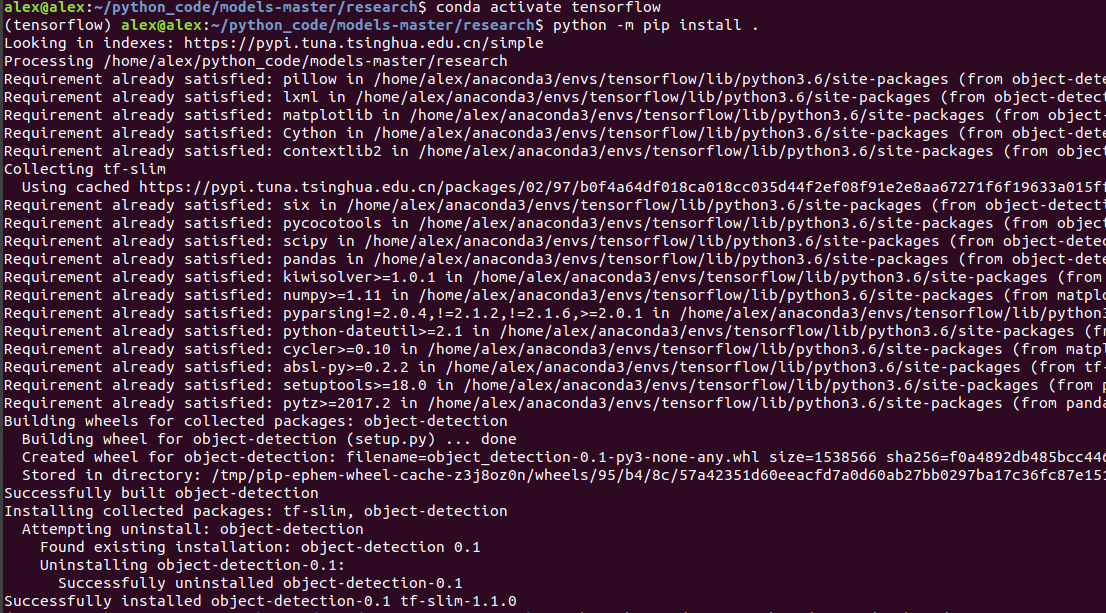 alex@alex:~/python_code/models-master/research$ conda activate tensorflow
(tensorflow) alex@alex:~/python_code/models-master/research$ python -m pip install .
Looking in indexes: https://pypi.tuna.tsinghua.edu.cn/simple
Processing /home/alex/python_code/models-master/research
Requirement already satisfied: pillow in /home/alex/anaconda3/envs/tensorflow/lib/python3.6/site-packages (from object-dete
Requirement already satisfied: lxml in /home/alex/anaconda3/envs/tensorflow/lib/python3.6/site-packages (from object-detect
Requirement already satisfied: matplotlib in /home/alex/anaconda3/envs/tensorflow/lib/python3.6/site-packages (from object-
Requirement already satisfied: Cython in /home/alex/anaconda3/envs/tensorflow/lib/python3.6/site-packages (from object-dete
Requirement already satisfied: contextlib2 in /home/alex/anaconda3/envs/tensorflow/lib/python3.6/site-packages (from object
Collecting tf-slim
  Using cached https://pypi.tuna.tsinghua.edu.cn/packages/02/97/b0f4a64df018ca018cc035d44f2ef08f91e2e8aa67271f6f19633a015ff
Requirement already satisfied: six in /home/alex/anaconda3/envs/tensorflow/lib/python3.6/site-packages (from object-detecti
Requirement already satisfied: pycocotools in /home/alex/anaconda3/envs/tensorflow/lib/python3.6/site-packages (from object
Requirement already satisfied: scipy in /home/alex/anaconda3/envs/tensorflow/lib/python3.6/site-packages (from object-detec
Requirement already satisfied: pandas in /home/alex/anaconda3/envs/tensorflow/lib/python3.6/site-packages (from object-dete
Requirement already satisfied: kiwisolver>=1.0.1 in /home/alex/anaconda3/envs/tensorflow/lib/python3.6/site-packages (from
Requirement already satisfied: numpy>=1.11 in /home/alex/anaconda3/envs/tensorflow/lib/python3.6/site-packages (from matplo
Requirement already satisfied: pyparsing!=2.0.4,!=2.1.2,!=2.1.6,>=2.0.1 in /home/alex/anaconda3/envs/tensorflow/lib/python3
Requirement already satisfied: python-dateutil>=2.1 in /home/alex/anaconda3/envs/tensorflow/lib/python3.6/site-packages (fr
Requirement already satisfied: cycler>=0.10 in /home/alex/anaconda3/envs/tensorflow/lib/python3.6/site-packages (from matpl
Requirement already satisfied: absl-py>=0.2.2 in /home/alex/anaconda3/envs/tensorflow/lib/python3.6/site-packages (from tf-
Requirement already satisfied: setuptools>=18.0 in /home/alex/anaconda3/envs/tensorflow/lib/python3.6/site-packages (from p
Requirement already satisfied: pytz>=2017.2 in /home/alex/anaconda3/envs/tensorflow/lib/python3.6/site-packages (from panda
Building wheels for collected packages: object-detection
  Building wheel for object-detection (setup.py) ... done
  Created wheel for object-detection: filename=object_detection-0.1-py3-none-any.whl size=1538566 sha256=f0a4892db485bcc446
  Stored in directory: /tmp/pip-ephem-wheel-cache-z3j8oz0n/wheels/95/b4/8c/57a42351d60eeacfd7a0d60ab27bb0297ba17c36fc87e151
Successfully built object-detection
Installing collected packages: tf-slim, object-detection
  Attempting uninstall: object-detection
    Found existing installation: object-detection 0.1
    Uninstalling object-detection-0.1:
      Successfully uninstalled object-detection-0.1
Successfully installed object-detection-0.1 tf-slim-1.1.0